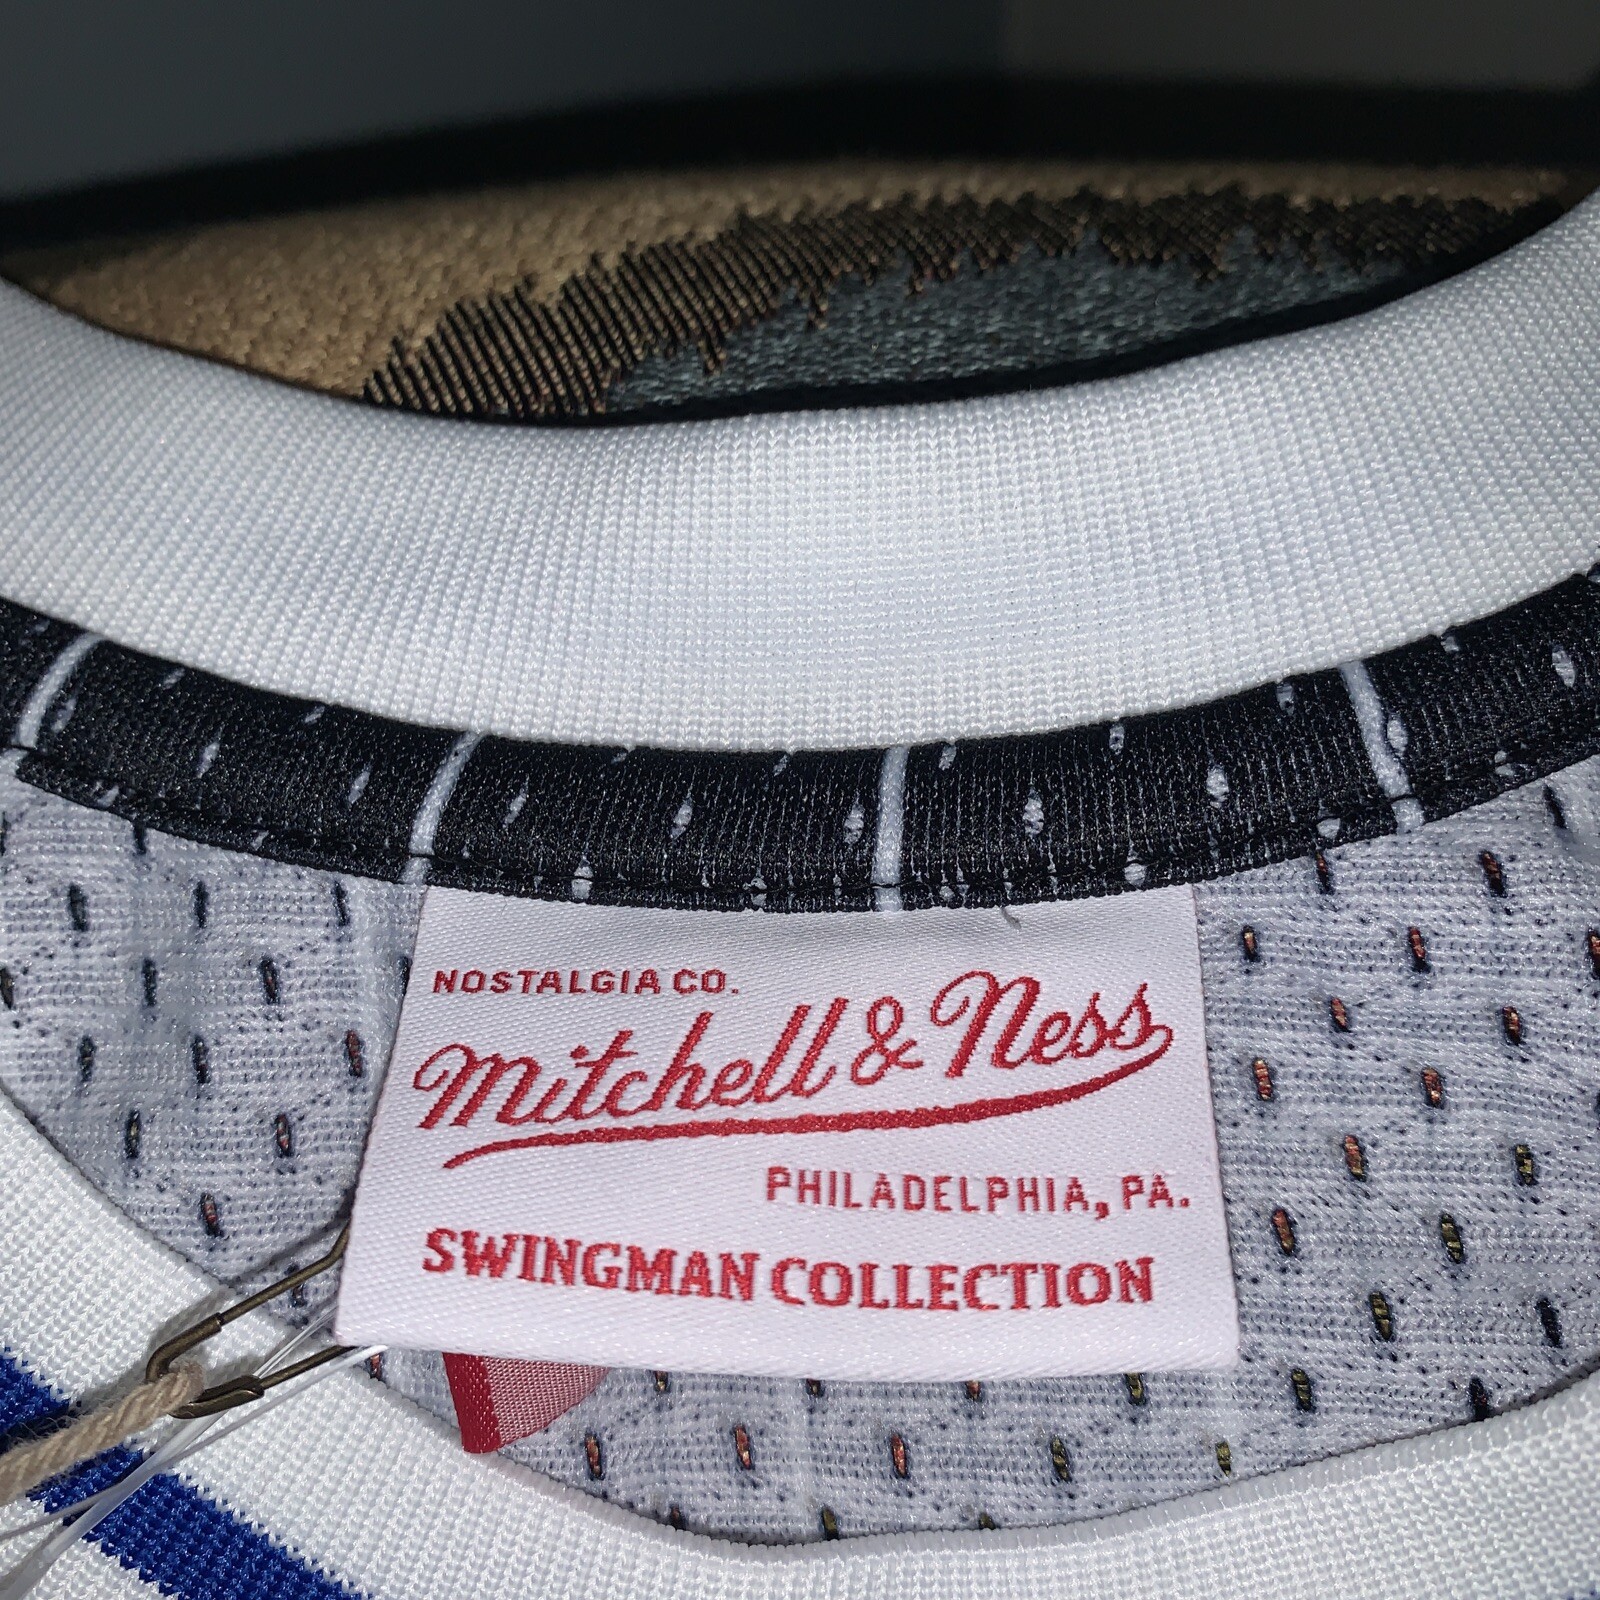 NOSTALGIA CO.
Mitchell & Ness
PHILADELPHIA, PA.
SWINGMAN COLLECTION